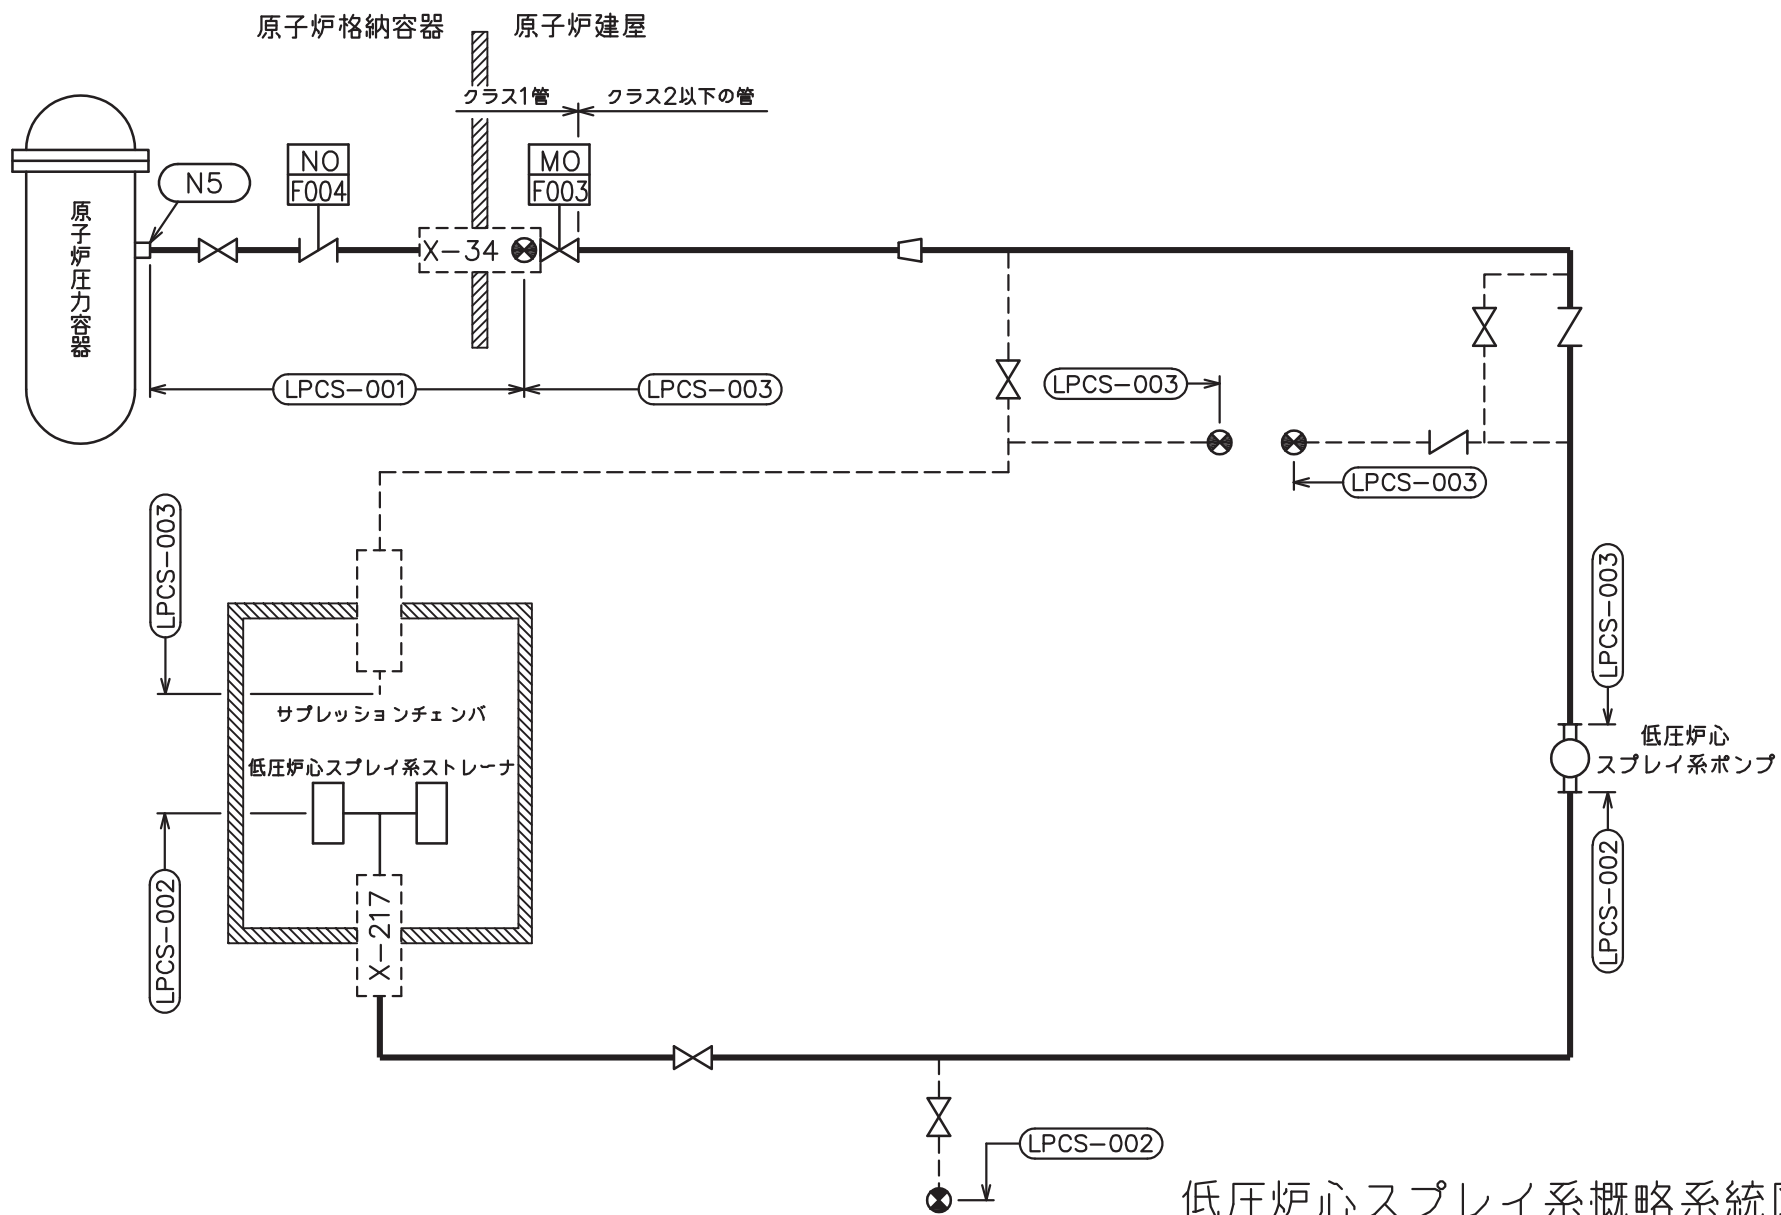 原子炉格納容器
原子炉建屋
クラス1管
クラス2以下の管
N5
NO
F004
MO
F003
原子炉圧力容器
X-34
LPCS-001
LPCS-003
LPCS-003
LPCS-003
LPCS-003
LPCS-003
サプレッションチェンバ
低圧炉心スプレイ系ストレーナ
低圧炉心
スプレイ系ポンプ
LPCS-002
X-217
LPCS-002
LPCS-002
低圧炉心スプレイ系概略系統図